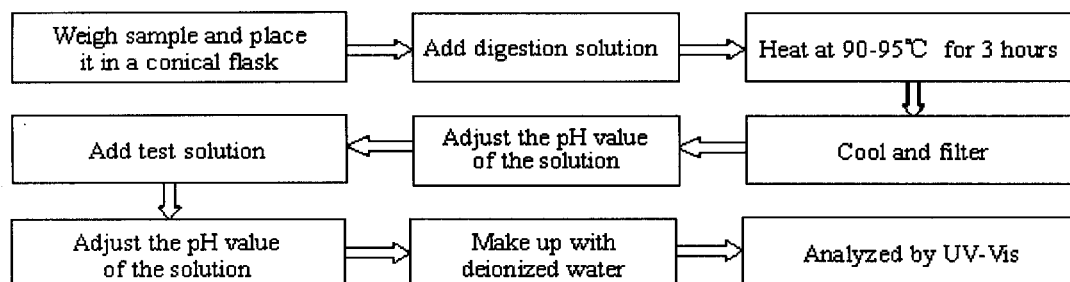 Weigh sample and place
it in a conical flask
Add digestion solution
Heat at 90-95℃ for 3 hours
Cool and filter
Adjust the pH value
of the solution
Add test solution
Adjust the pH value
of the solution
Make up with
deionized water
Analyzed by UV-Vis